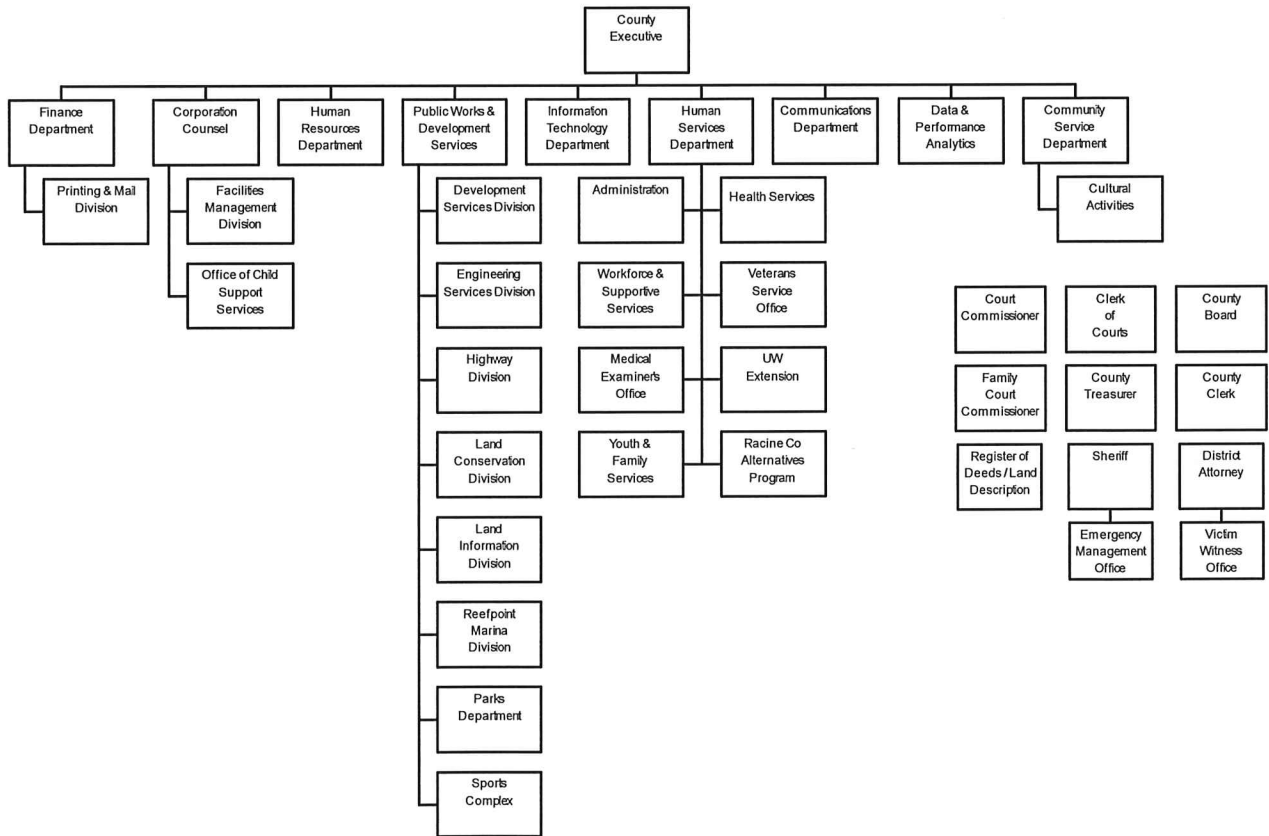 County
Executive
Finance
Department
Corporation
Counsel
Human
Resources
Department
Public Works &
Development
Services
Information
Technology
Department
Human
Services
Department
Communications
Department
Data &
Performance
Analytics
Community
Service
Department
Printing & Mail
Division
Facilities
Management
Division
Office of Child
Support
Services
Development
Services Division
Engineering
Services Division
Highway
Division
Land
Conservation
Division
Land
Information
Division
Reefpoint
Marina
Division
Parks
Department
Sports
Complex
Administration
Health Services
Workforce &
Supportive
Services
Veterans
Service
Office
Medical
Examiner's
Office
UW
Extension
Youth &
Family
Services
Racine Co
Alternatives
Program
Cultural
Activities
Court
Commissioner
Clerk
of
Courts
County
Board
Family
Court
Commissioner
County
Treasurer
County
Clerk
Register of
Deeds / Land
Description
Sheriff
District
Attorney
Emergency
Management
Office
Victim
Witness
Office